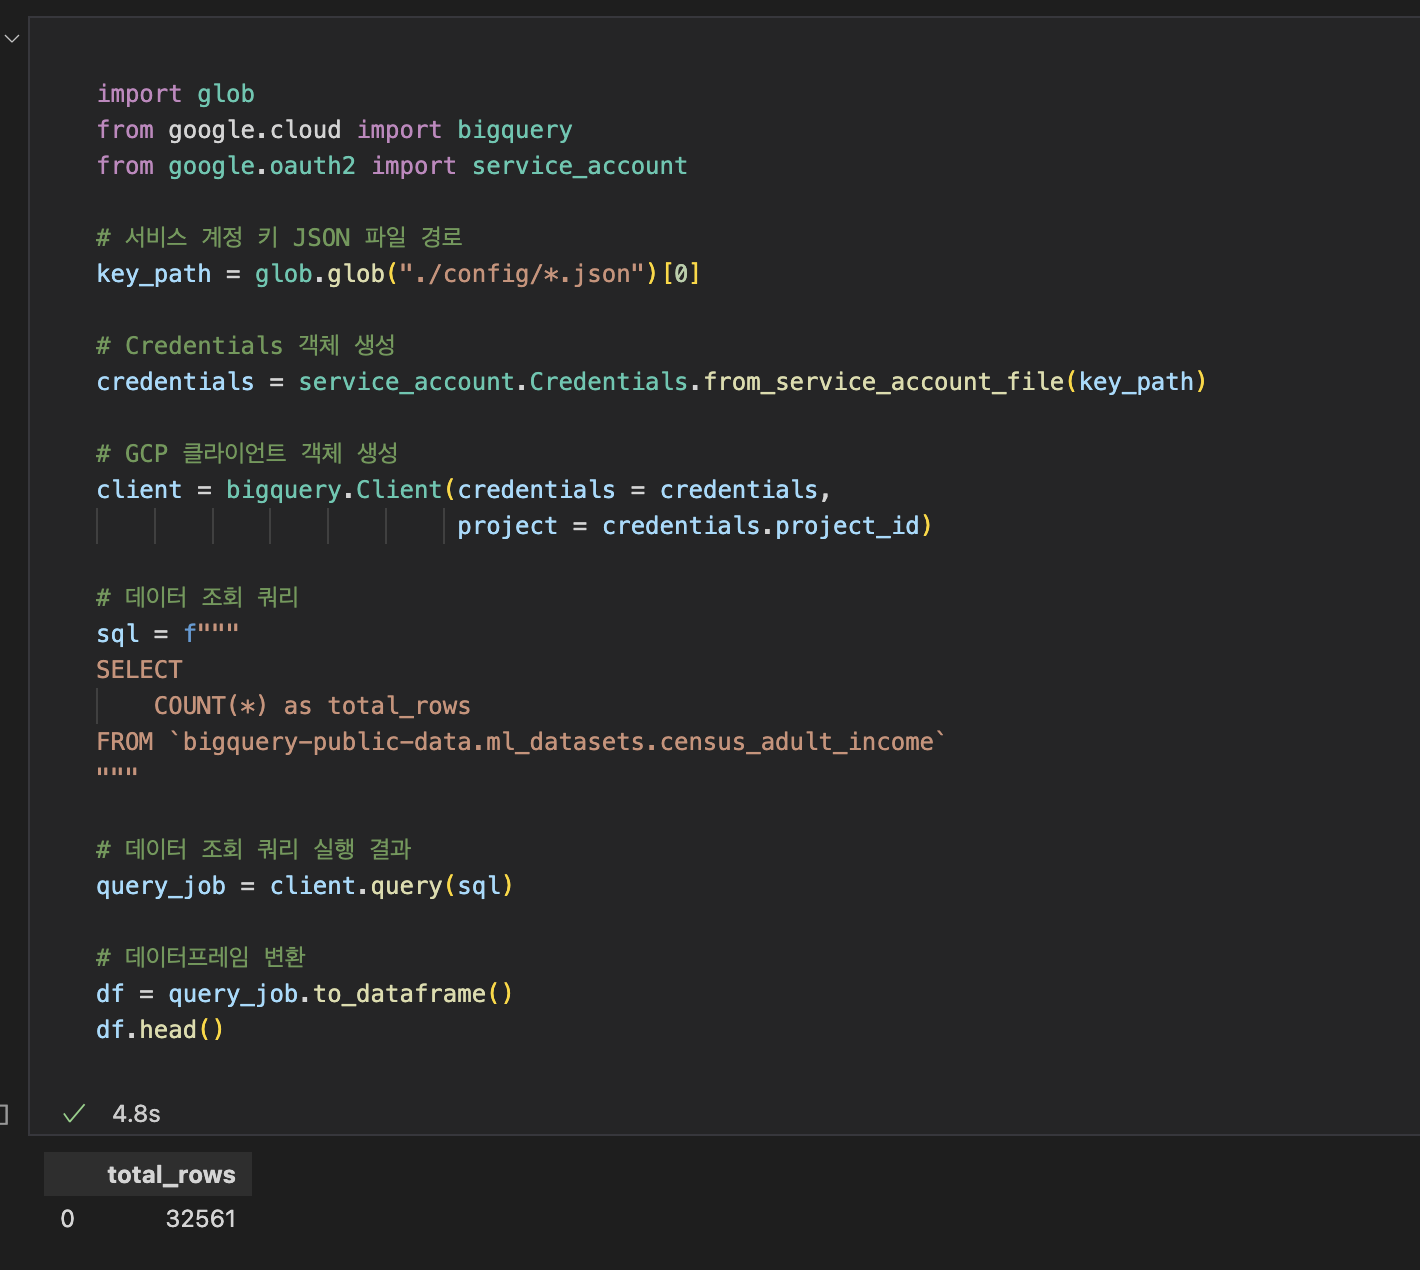 import glob
from google.cloud import bigquery
from google.oauth2 import service_account
# 서비스 계정 키 JSON 파일 경로
key_path = glob.glob("./config/*.json")[0]
# Credentials 객체 생성
credentials = service_account.Credentials.from_service_account_file(key_path)
# GCP 클라이언트 객체 생성
client = bigquery.Client(credentials = credentials,
                         project = credentials.project_id)
# 데이터 조회 쿼리
sql = f"""
SELECT
    COUNT(*) as total_rows
FROM `bigquery-public-data.ml_datasets.census_adult_income`
"""
# 데이터 조회 쿼리 실행 결과
query_job = client.query(sql)
# 데이터프레임 변환
df = query_job.to_dataframe()
df.head()
] ✓ 4.8s
total_rows
0 32561